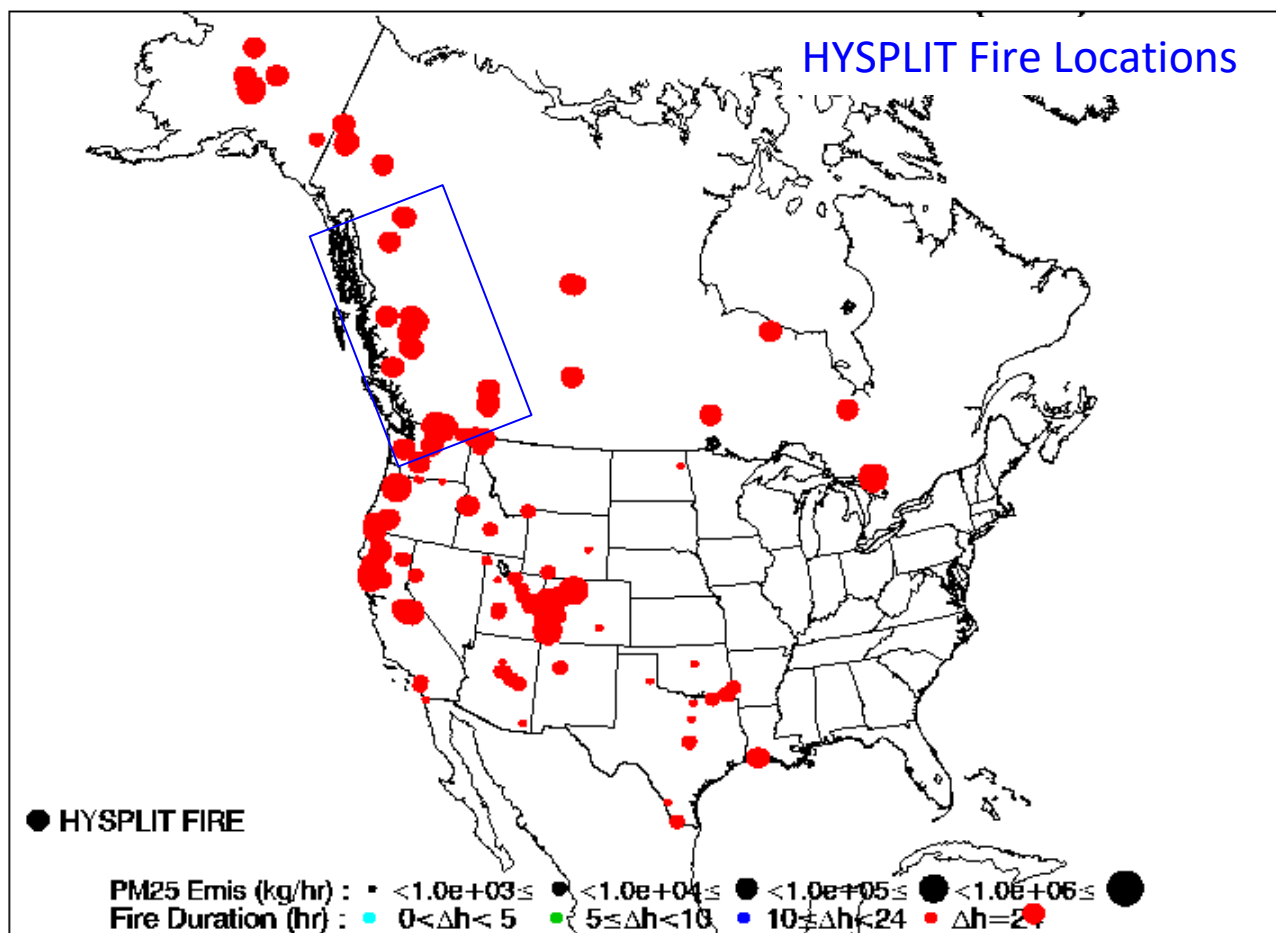 HYSPLIT Fire Locations
HYSPLIT FIRE
PM25 Emis (kg/hr) : <1.0e+03≤ <1.0e+04≤ <1.0e+05≤ <1.0e+06≤
Fire Duration (hr) : 0<Δh<5 5≤Δh<10 10≤Δh<24 Δh=24